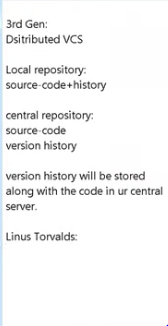 3rd Gen:
Dsitributed VCS
Local repository:
source-code+history
central repository:
source-code
version history
version history will be stored
along with the code in ur central
server.
Linus Torvalds: